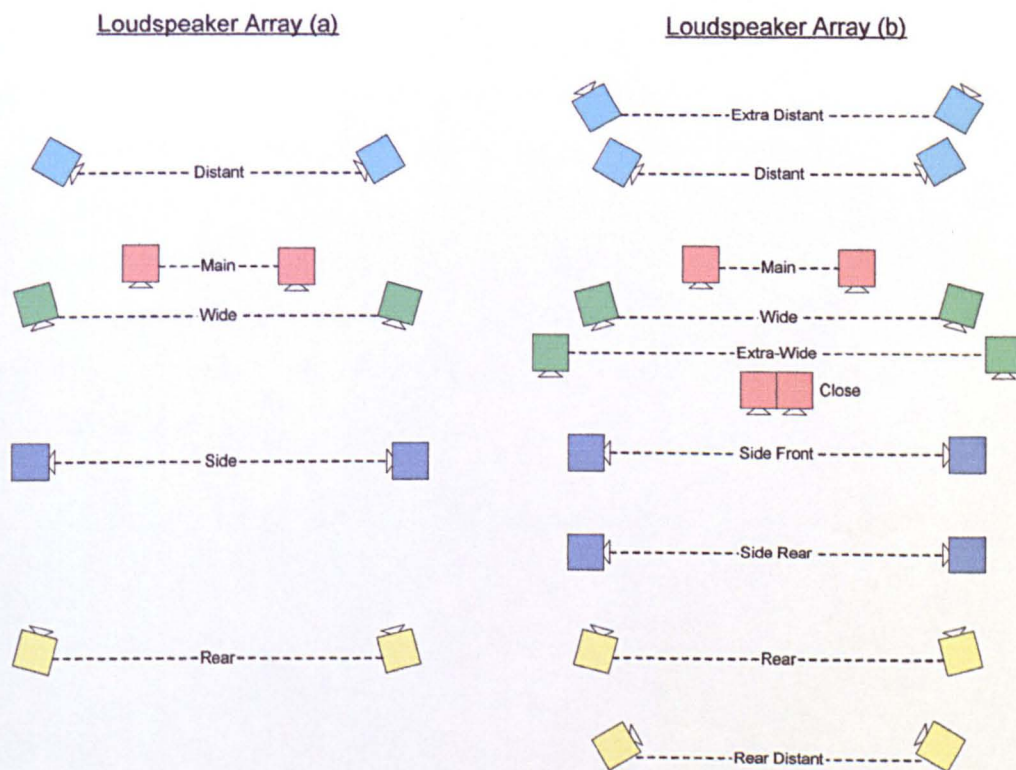 Loudspeaker Array (a)
Distant
Main
Wide
Side
Rear
Loudspeaker Array (b)
Extra Distant
Distant
Main
Wide
Extra-Wide
Close
Side Front
Side Rear
Rear
Rear Distant